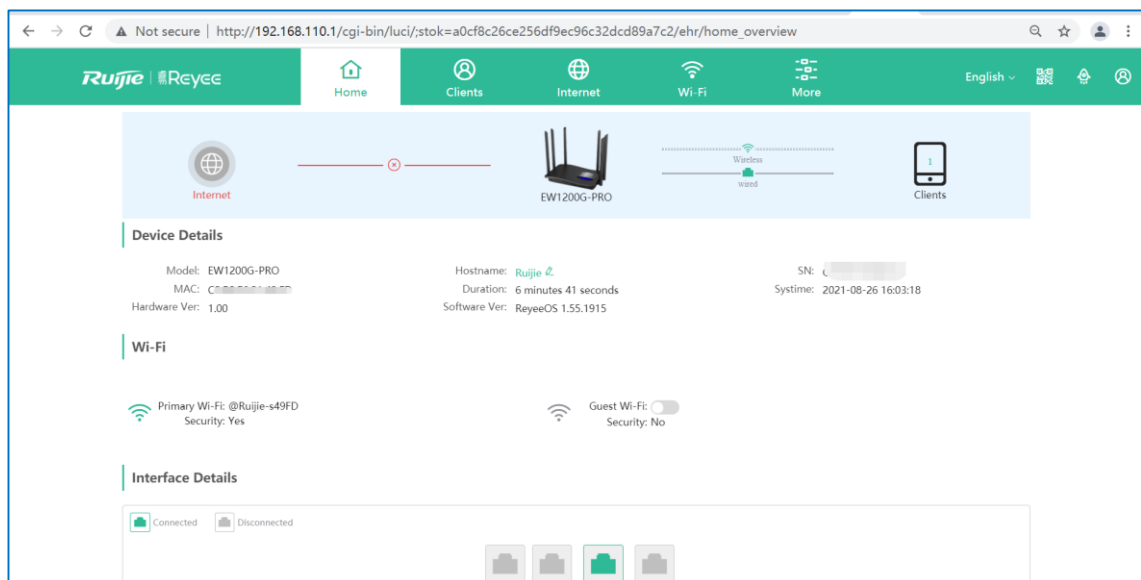 Not secure | http://192.168.110.1/cgi-bin/luci/;stok=a0cf8c26ce256df9ec96c32dcd89a7c2/ehr/home_overview
Ruijie | Reyee
Home
Clients
Internet
Wi-Fi
More
English
Internet
EW1200G-PRO
Wireless
wired
1
Clients
Device Details
Model: EW1200G-PRO
Hostname: Ruijie
SN:
MAC:
Duration: 6 minutes 41 seconds
Systime: 2021-08-26 16:03:18
Hardware Ver: 1.00
Software Ver: ReyeeOS 1.55.1915
Wi-Fi
Primary Wi-Fi: @Ruijie-s49FD
Security: Yes
Guest Wi-Fi:
Security: No
Interface Details
Connected
Disconnected